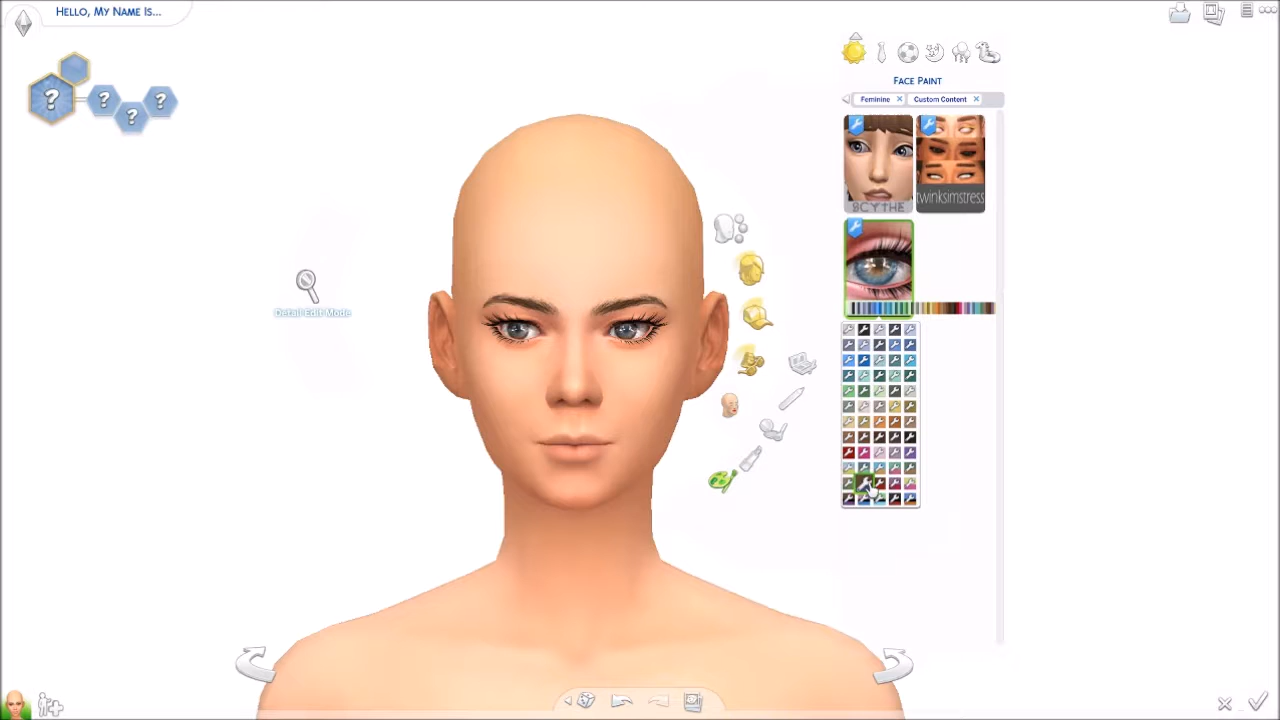 Hello, My Name Is...
Face Paint
Feminine
Custom Content
SCYTHE
twinksimstress
Detail Edit Mode